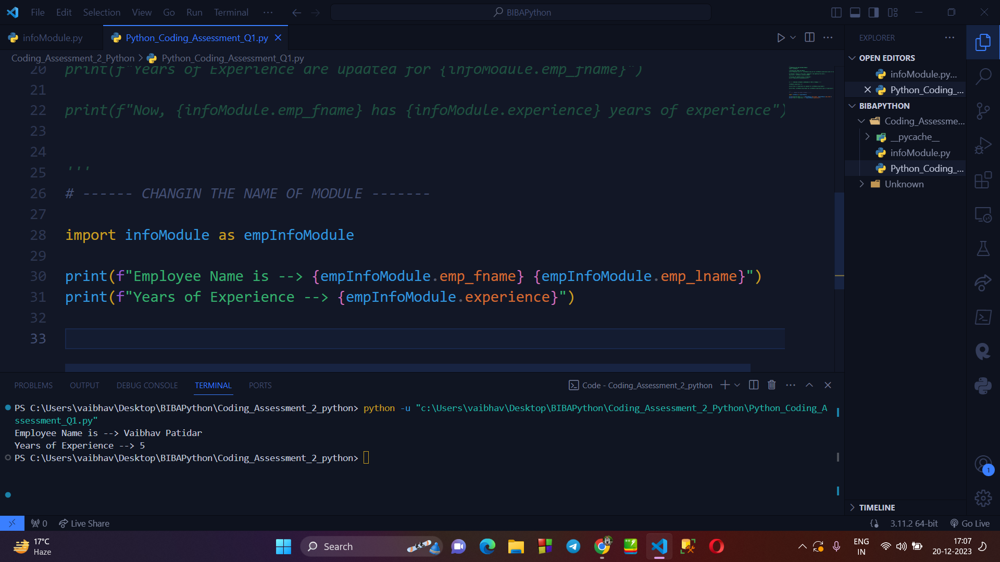 File Edit Selection View Go Run Terminal ··· BIBAPython
infoModule.py Python_Coding_Assessment_Q1.py
Coding_Assessment_2_Python > Python_Coding_Assessment_Q1.py
20 print(f"Years of Experience are updated for {infoModule.emp_fname}")
21
22 print(f"Now, {infoModule.emp_fname} has {infoModule.experience} years of experience")
23
24
25 '''
26 # ------ CHANGIN THE NAME OF MODULE -------
27
28 import infoModule as empInfoModule
29
30 print(f"Employee Name is --> {empInfoModule.emp_fname} {empInfoModule.emp_lname}")
31 print(f"Years of Experience --> {empInfoModule.experience}")
32
33
EXPLORER ···
OPEN EDITORS
infoModule.py...
Python_Coding_...
BIBAPYTHON
Coding_Assessme...
__pycache__
infoModule.py
Python_Coding_...
Unknown
TIMELINE
PROBLEMS OUTPUT DEBUG CONSOLE TERMINAL PORTS Code - Coding_Assessment_2_python
PS C:\Users\vaibhav\Desktop\BIBAPython\Coding_Assessment_2_python> python -u "c:\Users\vaibhav\Desktop\BIBAPython\Coding_Assessment_2_Python\Python_Coding_A
ssessment_Q1.py"
Employee Name is --> Vaibhav Patidar
Years of Experience --> 5
PS C:\Users\vaibhav\Desktop\BIBAPython\Coding_Assessment_2_python>
1
0 Live Share 3.11.2 64-bit Go Live
17°C
Haze
Search
ENG
IN
17:07
20-12-2023